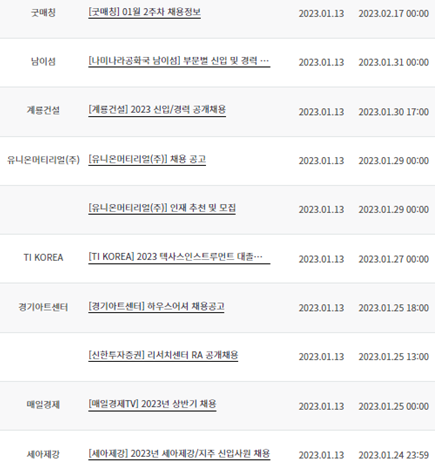 굿매칭 [굿매칭] 01월 2주차 채용정보 2023.01.13 2023.02.17 00:00
남이섬 [나미나라공화국 남이섬] 부문별 신입 및 경력 … 2023.01.13 2023.01.31 00:00
계룡건설 [계룡건설] 2023 신입/경력 공개채용 2023.01.13 2023.01.30 17:00
유니온머티리얼(주) [유니온머티리얼(주)] 채용 공고 2023.01.13 2023.01.29 00:00
[유니온머티리얼(주)] 인재 추천 및 모집 2023.01.13 2023.01.29 00:00
TI KOREA [TI KOREA] 2023 텍사스인스트루먼트 대졸… 2023.01.13 2023.01.27 00:00
경기아트센터 [경기아트센터] 하우스어셔 채용공고 2023.01.13 2023.01.25 18:00
[신한투자증권] 리서치센터 RA 공개채용 2023.01.13 2023.01.25 13:00
매일경제 [매일경제TV] 2023년 상반기 채용 2023.01.13 2023.01.25 00:00
세아제강 [세아제강] 2023년 세아제강/지주 신입사원 채용 2023.01.13 2023.01.24 23:59